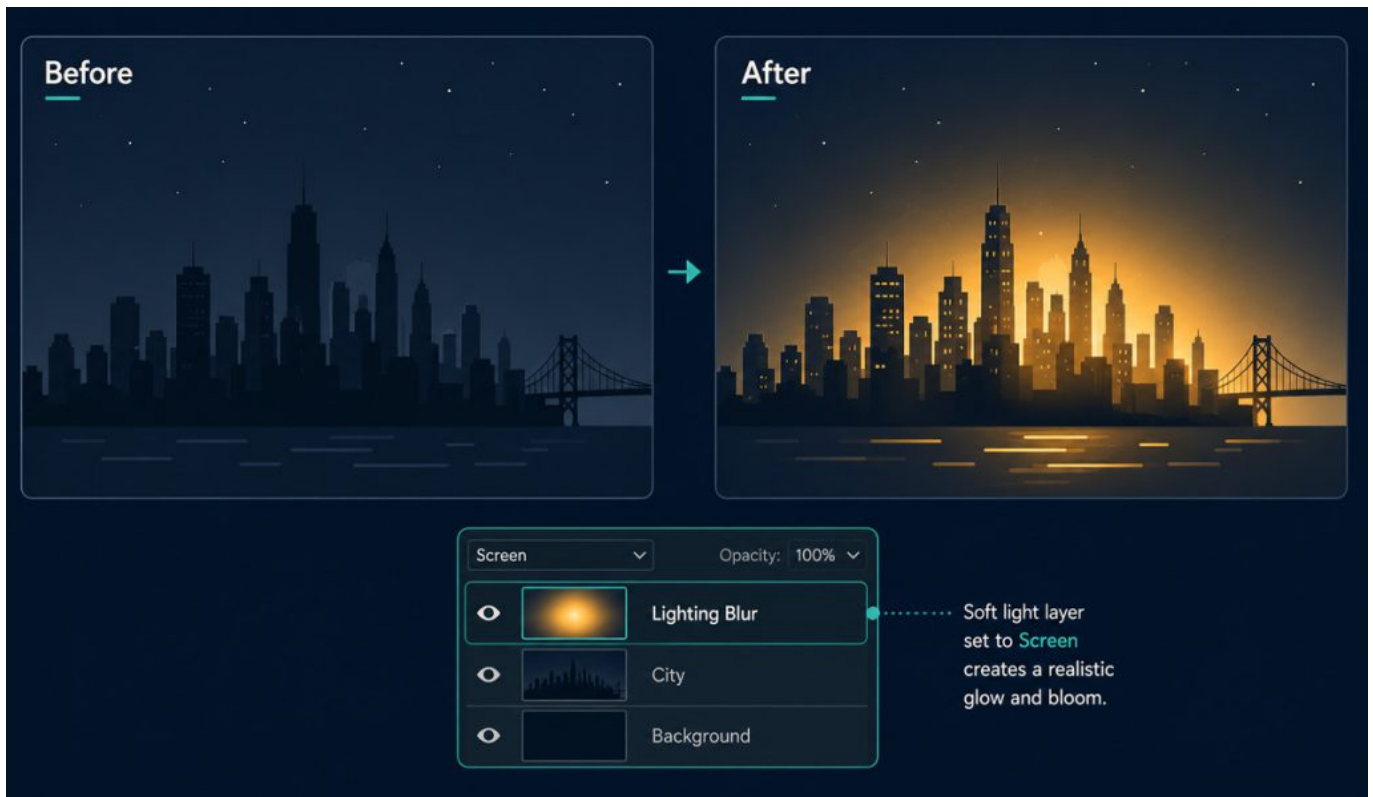 Before
After
Screen
Opacity: 100%
Lighting Blur
City
Background
Soft light layer
set to Screen
creates a realistic
glow and bloom.